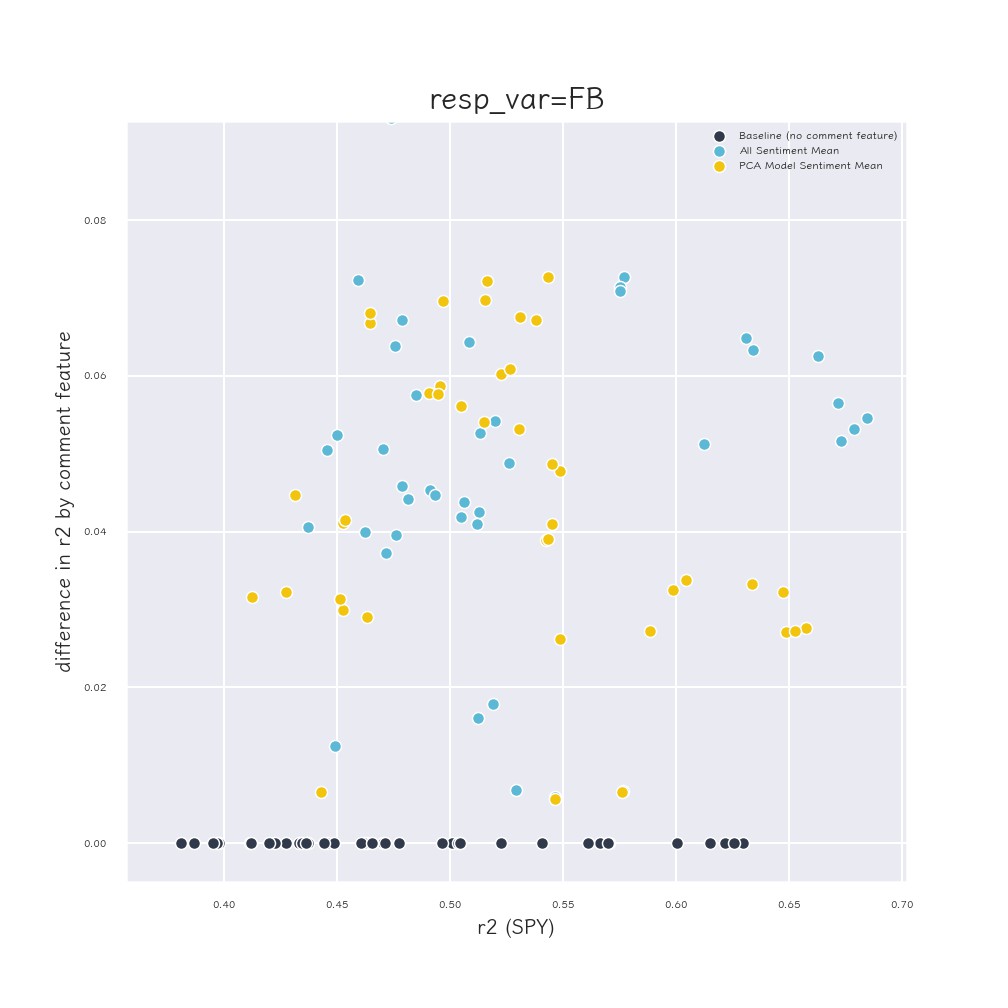 resp_var=FB
Baseline (no comment feature)
All Sentiment Mean
PCA Model Sentiment Mean
0.08
0.06
0.04
0.02
0.00
difference in r2 by comment feature
0.40 0.45 0.50 0.55 0.60 0.65 0.70
r2 (SPY)